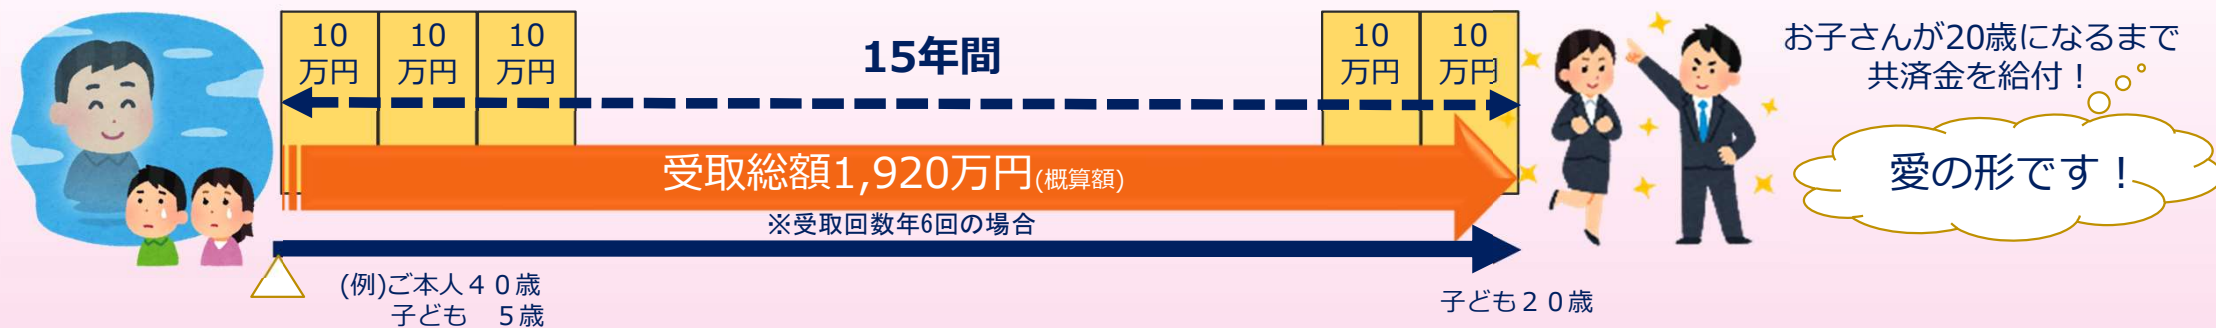 10
万円
10
万円
10
万円
15年間
10
万円
10
万円
お子さんが20歳になるまで
共済金を給付！
愛の形です！
受取総額1,920万円(概算額)
※受取回数年6回の場合
(例)ご本人４０歳
子ども　５歳
子ども２０歳